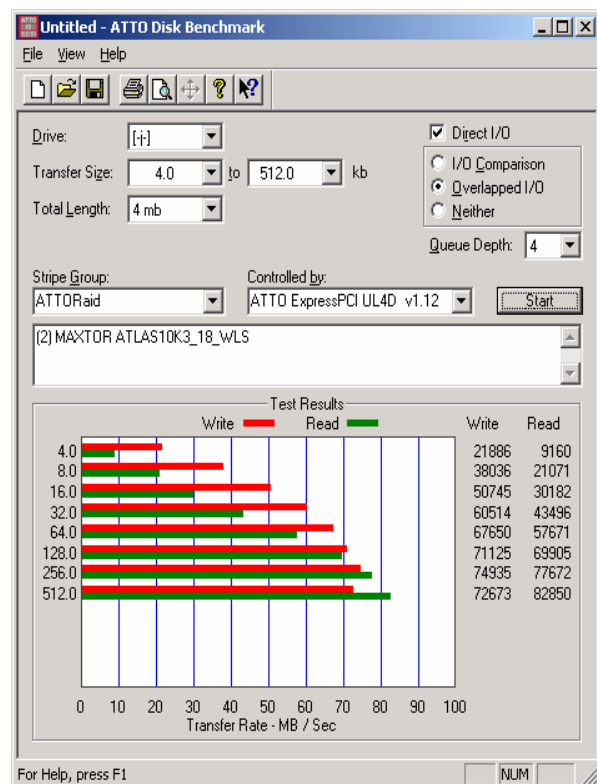 Untitled - ATTO Disk Benchmark
File View Help
Drive: [-j-]
Direct I/O
Transfer Size: 4.0 to 512.0 kb
I/O Comparison
Overlapped I/O
Neither
Total Length: 4 mb
Queue Depth: 4
Stripe Group: Controlled by:
ATTORaid ATTO ExpressPCI UL4D v1.12 Start
(2) MAXTOR ATLAS10K3_18_WLS
Test Results
Write Read Write Read
4.0 21886 9160
8.0 38036 21071
16.0 50745 30182
32.0 60514 43496
64.0 67650 57671
128.0 71125 69905
256.0 74935 77672
512.0 72673 82850
0 10 20 30 40 50 60 70 80 90 100
Transfer Rate - MB / Sec
For Help, press F1 NUM